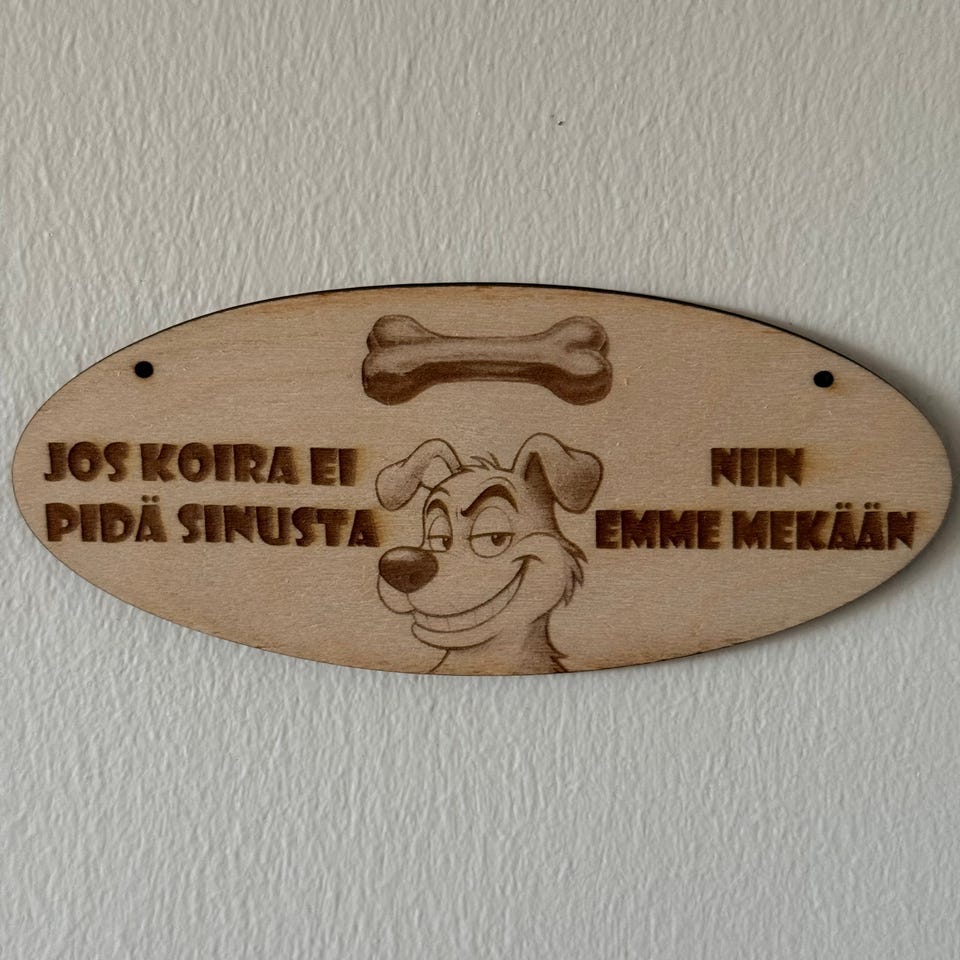 JOS KOIRA EI
PIDÄ SINUSTA
NIIN
EMME MEKÄÄN